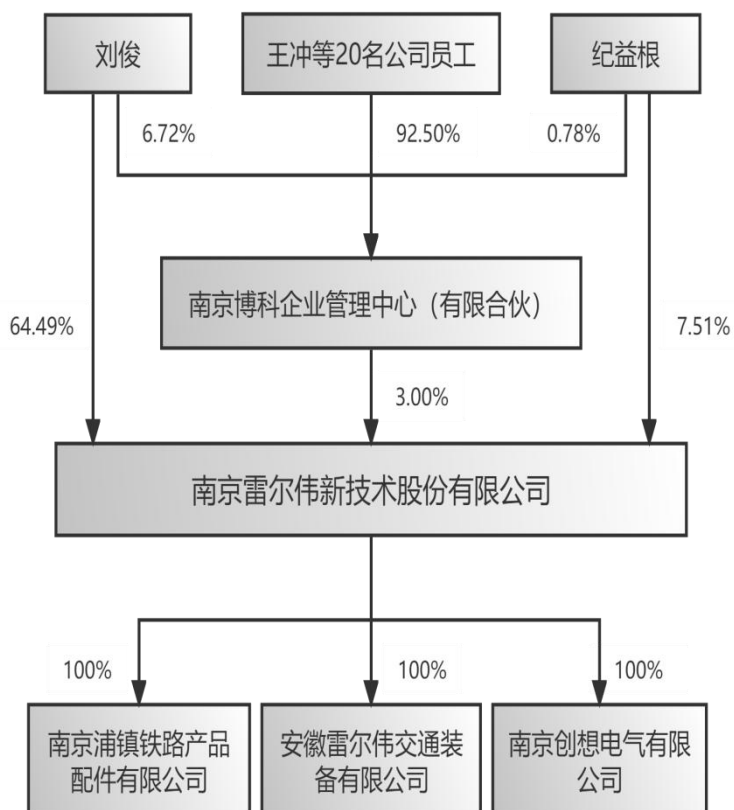 刘俊
王冲等20名公司员工
纪益根
6.72%
92.50%
0.78%
南京博科企业管理中心（有限合伙）
64.49%
7.51%
3.00%
南京雷尔伟新技术股份有限公司
100%
100%
100%
南京浦镇铁路产品
配件有限公司
安徽雷尔伟交通装
备有限公司
南京创想电气有限
公司